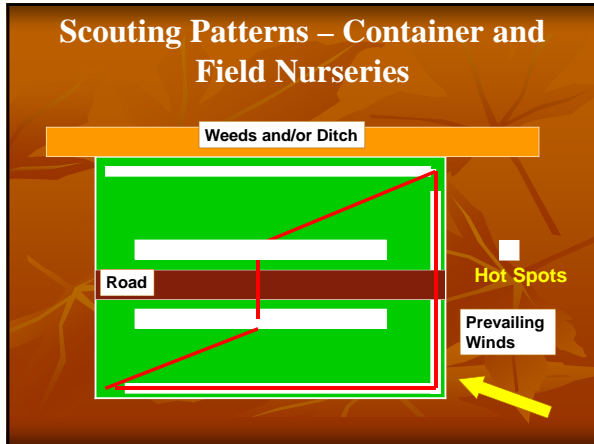 Scouting Patterns – Container and
Field Nurseries
Weeds and/or Ditch
Road
Hot Spots
Prevailing
Winds